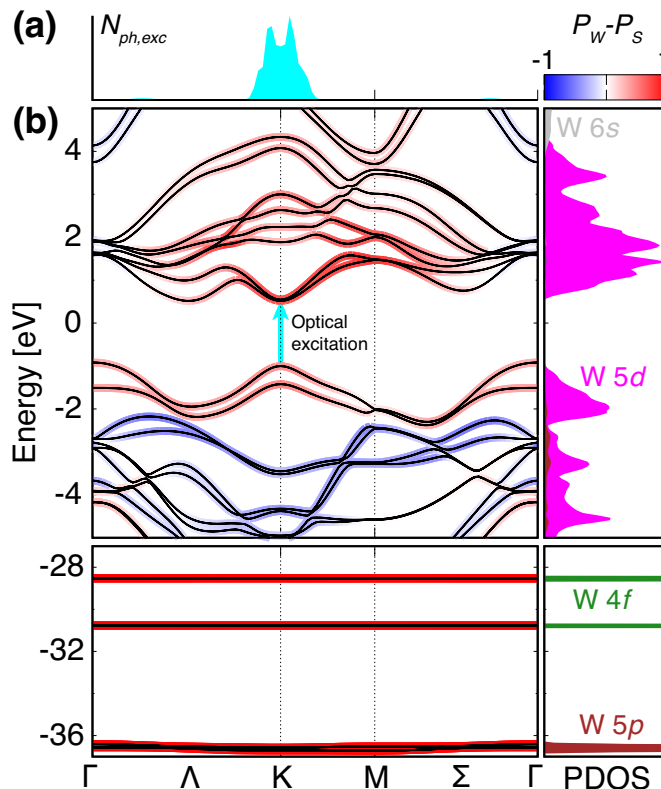 (a)
N_ph,exc
P_W-P_S
-1
1
(b)
W 6s
4
2
0
-2
-4
Energy [eV]
Optical
excitation
W 5d
-28
-31
-36
W 4f
W 5p
Γ Λ K M Σ Γ
PDOS